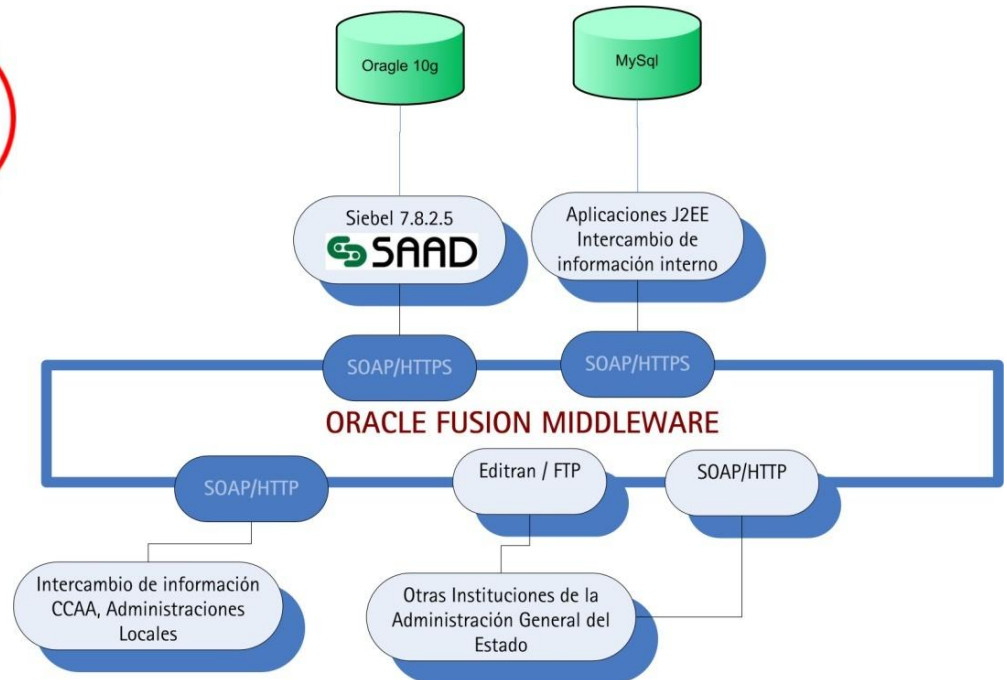 Oragle 10g
MySql
Siebel 7.8.2.5
SAAD
Aplicaciones J2EE
Intercambio de
información interno
SOAP/HTTPS
SOAP/HTTPS
ORACLE FUSION MIDDLEWARE
SOAP/HTTP
Editran / FTP
SOAP/HTTP
Intercambio de información
CCAA, Administraciones
Locales
Otras Instituciones de la
Administración General del
Estado